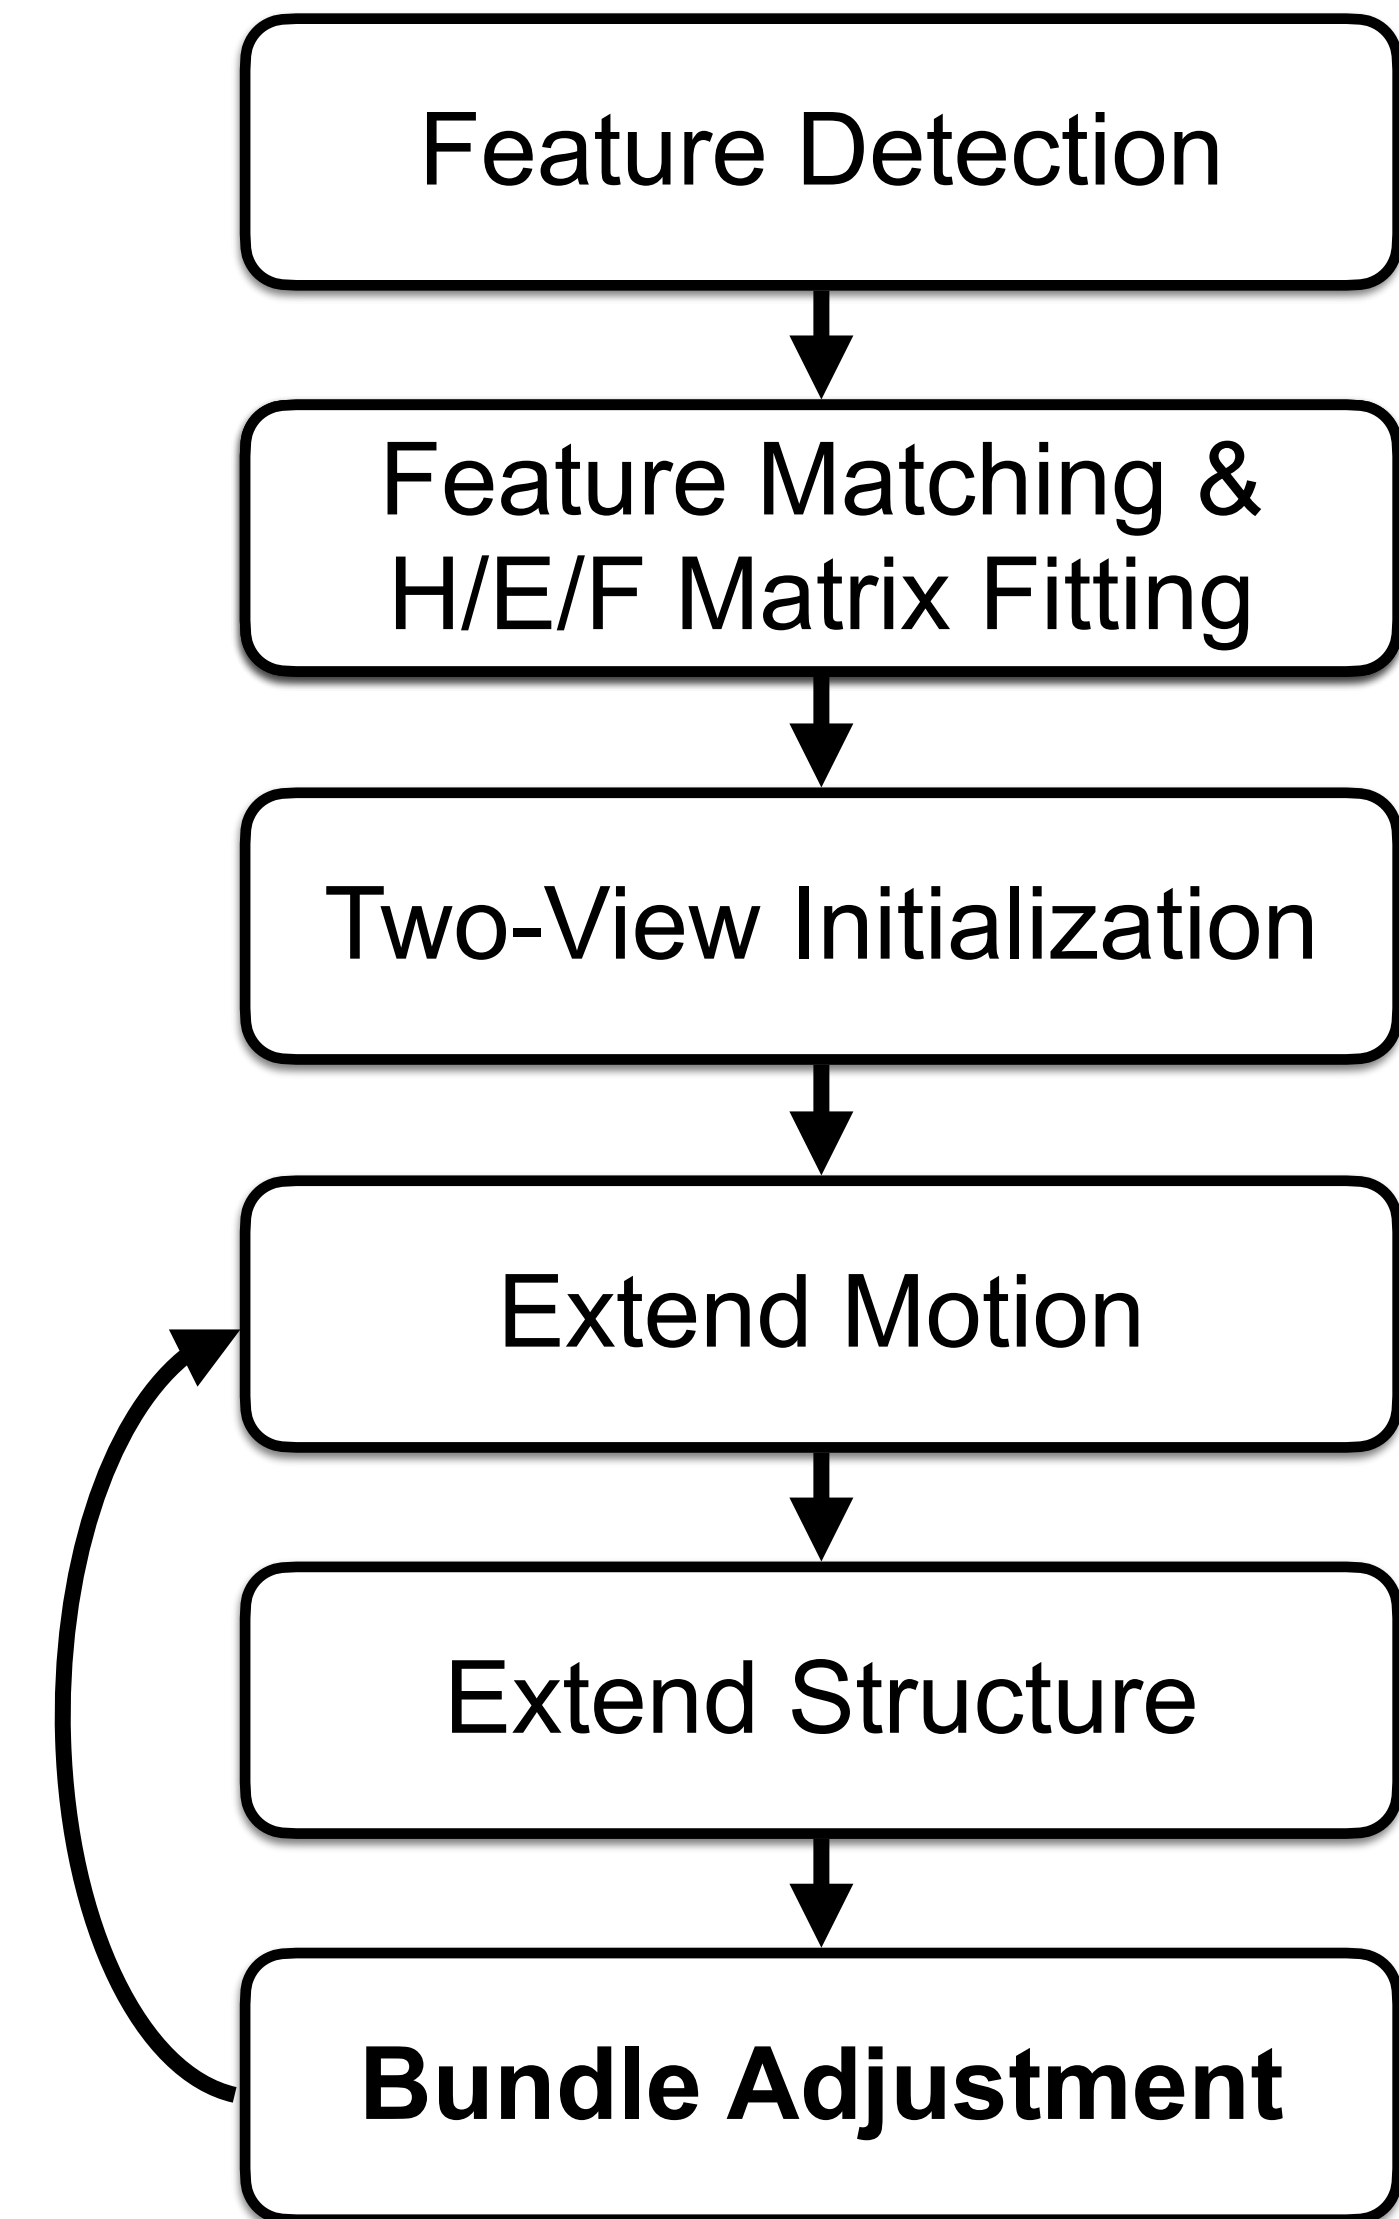 Feature Detection
Feature Matching &
H/E/F Matrix Fitting
Two-View Initialization
Extend Motion
Extend Structure
Bundle Adjustment